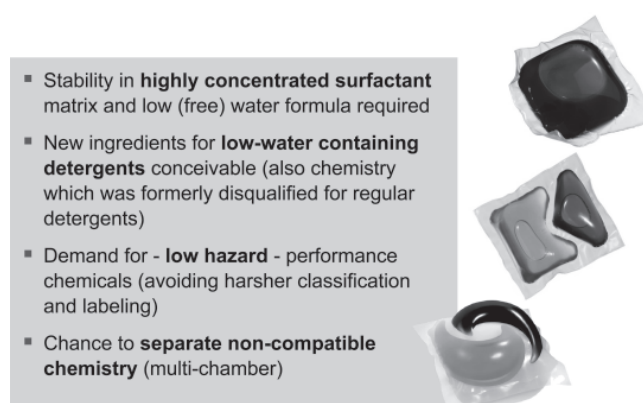 ▪ Stability in highly concentrated surfactant
matrix and low (free) water formula required
▪ New ingredients for low-water containing
detergents conceivable (also chemistry
which was formerly disqualified for regular
detergents)
▪ Demand for - low hazard - performance
chemicals (avoiding harsher classification
and labeling)
▪ Chance to separate non-compatible
chemistry (multi-chamber)